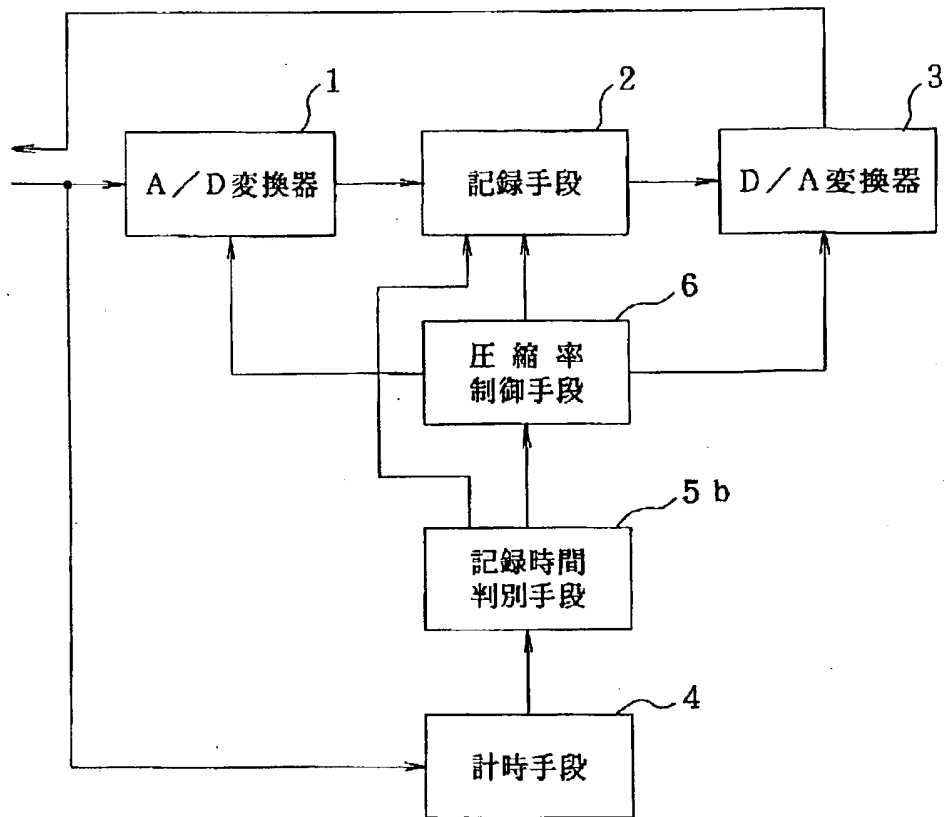 1
2
3
A/D変換器
記録手段
D/A変換器
6
圧縮率
制御手段
5b
記録時間
判別手段
4
計時手段